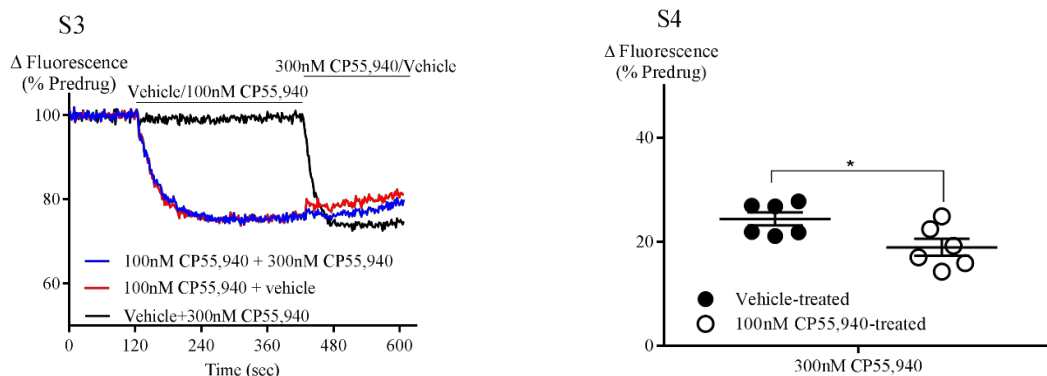 S3
Δ Fluorescence
(% Predrug)
300nM CP55,940/Vehicle
Vehicle/100nM CP55,940
100
80
60
100nM CP55,940 + 300nM CP55,940
100nM CP55,940 + vehicle
Vehicle+300nM CP55,940
0 120 240 360 480 600
Time (sec)
S4
Δ Fluorescence
(% Predrug)
40
20
0
*
Vehicle-treated
100nM CP55,940-treated
300nM CP55,940